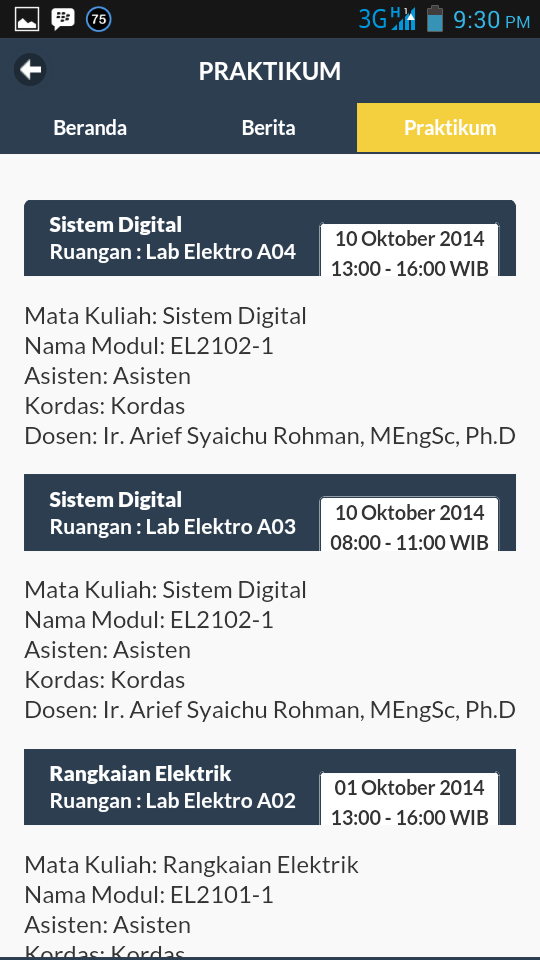 75
3G H 1 9:30 PM
PRAKTIKUM
Beranda Berita Praktikum
Sistem Digital
Ruangan : Lab Elektro A04
10 Oktober 2014
13:00 - 16:00 WIB
Mata Kuliah: Sistem Digital
Nama Modul: EL2102-1
Asisten: Asisten
Kordas: Kordas
Dosen: Ir. Arief Syaichu Rohman, MEngSc, Ph.D
Sistem Digital
Ruangan : Lab Elektro A03
10 Oktober 2014
08:00 - 11:00 WIB
Mata Kuliah: Sistem Digital
Nama Modul: EL2102-1
Asisten: Asisten
Kordas: Kordas
Dosen: Ir. Arief Syaichu Rohman, MEngSc, Ph.D
Rangkaian Elektrik
Ruangan : Lab Elektro A02
01 Oktober 2014
13:00 - 16:00 WIB
Mata Kuliah: Rangkaian Elektrik
Nama Modul: EL2101-1
Asisten: Asisten
Kordas: Kordas